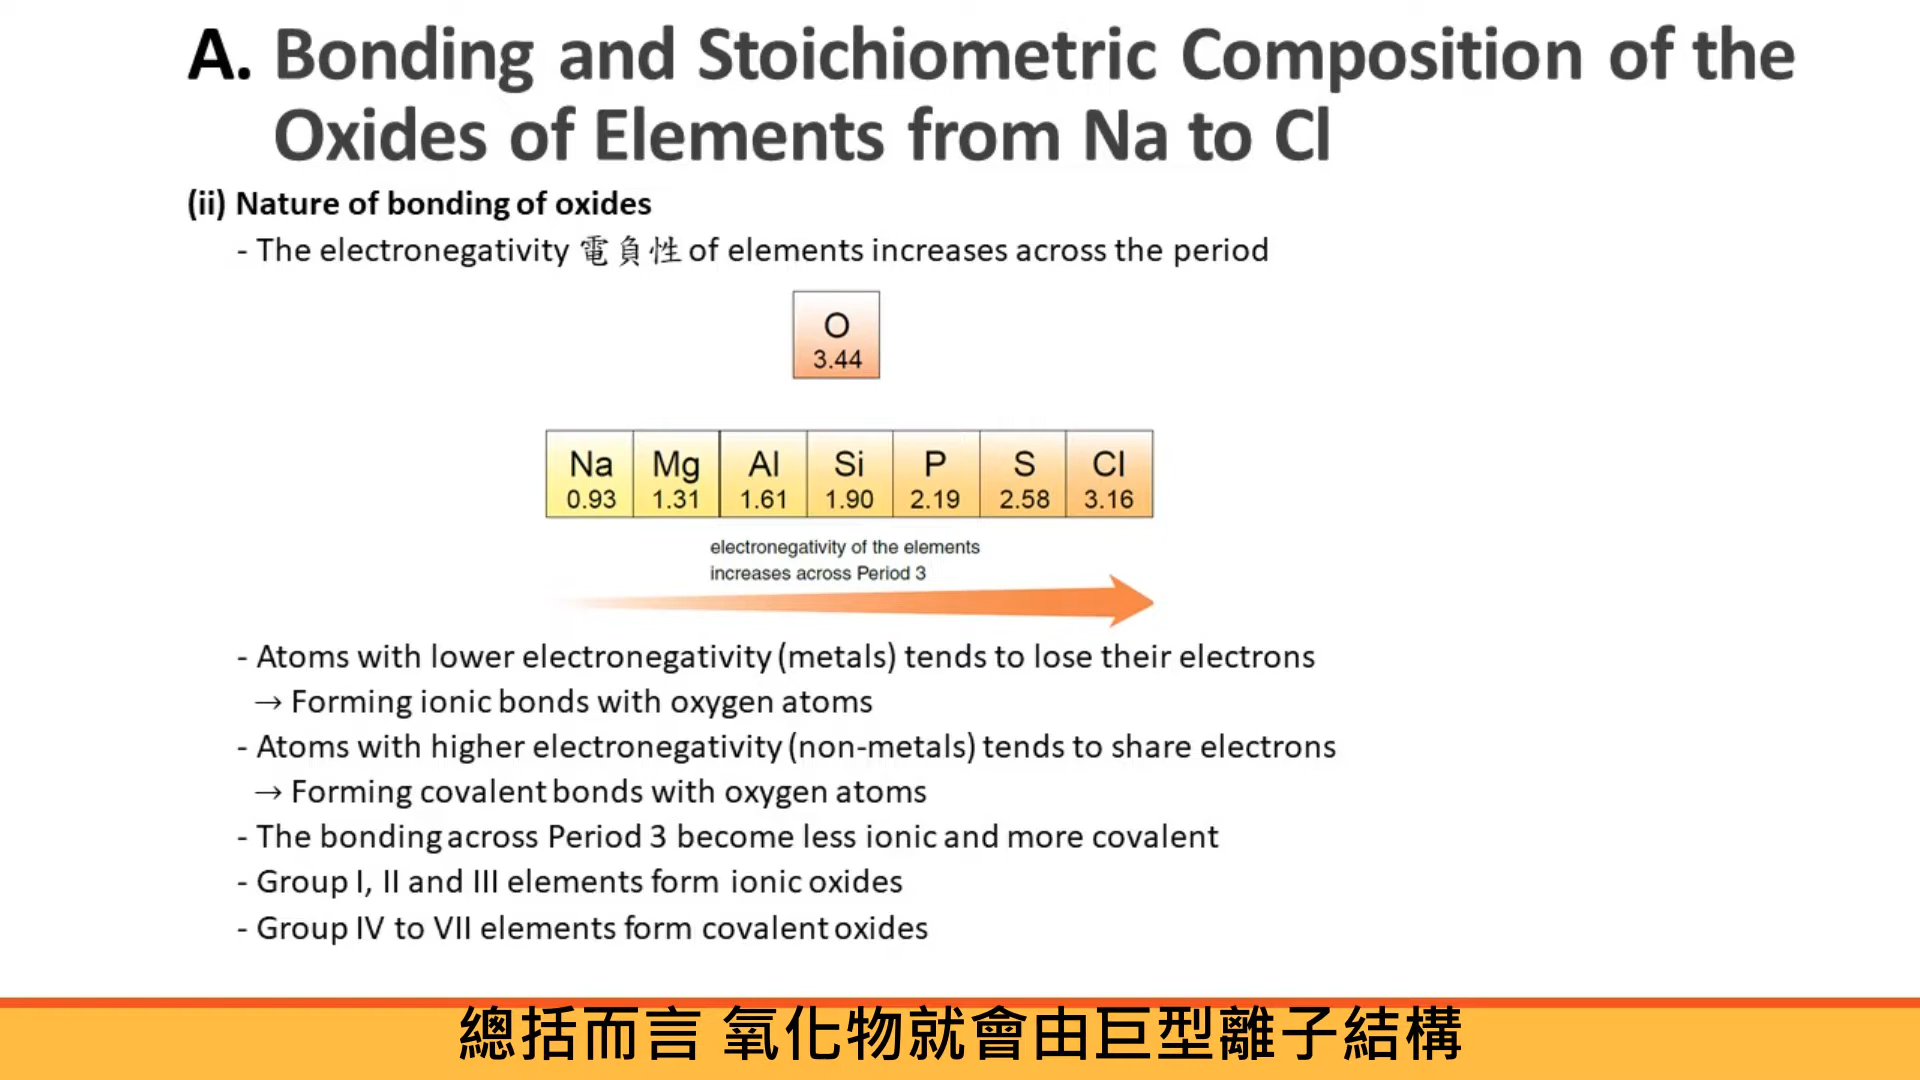 A. Bonding and Stoichiometric Composition of the
Oxides of Elements from Na to Cl
(ii) Nature of bonding of oxides
- The electronegativity 電負性 of elements increases across the period
O
3.44
Na Mg Al Si P S Cl
0.93 1.31 1.61 1.90 2.19 2.58 3.16
electronegativity of the elements
increases across Period 3
- Atoms with lower electronegativity (metals) tends to lose their electrons
→ Forming ionic bonds with oxygen atoms
- Atoms with higher electronegativity (non-metals) tends to share electrons
→ Forming covalent bonds with oxygen atoms
- The bonding across Period 3 become less ionic and more covalent
- Group I, II and III elements form ionic oxides
- Group IV to VII elements form covalent oxides
總括而言 氧化物就會由巨型離子結構